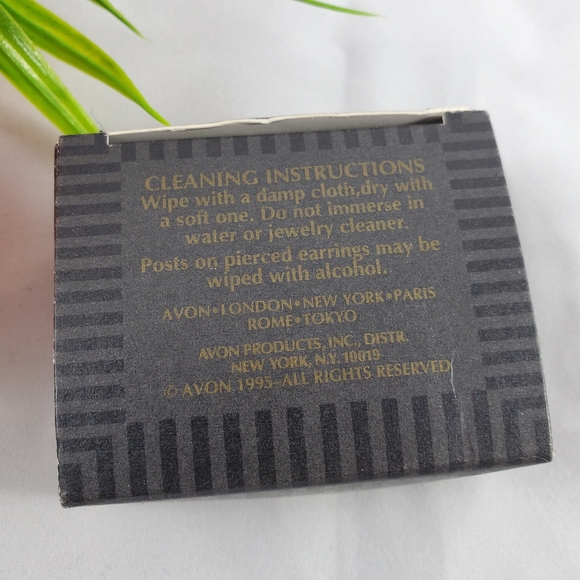 CLEANING INSTRUCTIONS
Wipe with a damp cloth,dry with
a soft one. Do not immerse in
water or jewelry cleaner.
Posts on pierced earrings may be
wiped with alcohol.
AVON•LONDON•NEW YORK•PARIS
ROME•TOKYO
AVON PRODUCTS, INC., DISTR.
NEW YORK, N.Y. 10019
© AVON 1995- ALL RIGHTS RESERVED